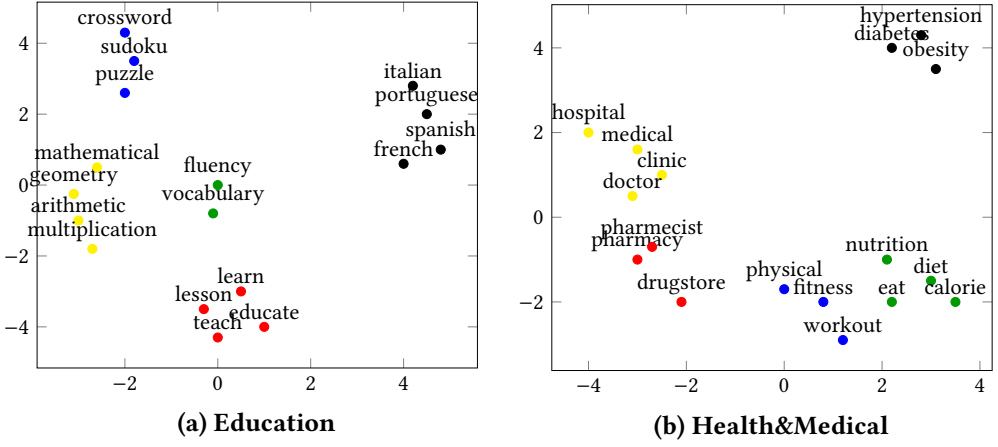 crossword
sudoku
puzzle
italian
portuguese
spanish
french
mathematical
geometry
arithmetic
multiplication
fluency
vocabulary
learn
lesson
educate
teach
4
2
0
−2
−4
−2
0
2
4
(a) Education
hypertension
diabetes
obesity
hospital
medical
clinic
doctor
pharmecist
pharmacy
drugstore
physical
fitness
workout
nutrition
diet
eat
calorie
4
2
0
−2
−4
−2
0
2
4
(b) Health&Medical